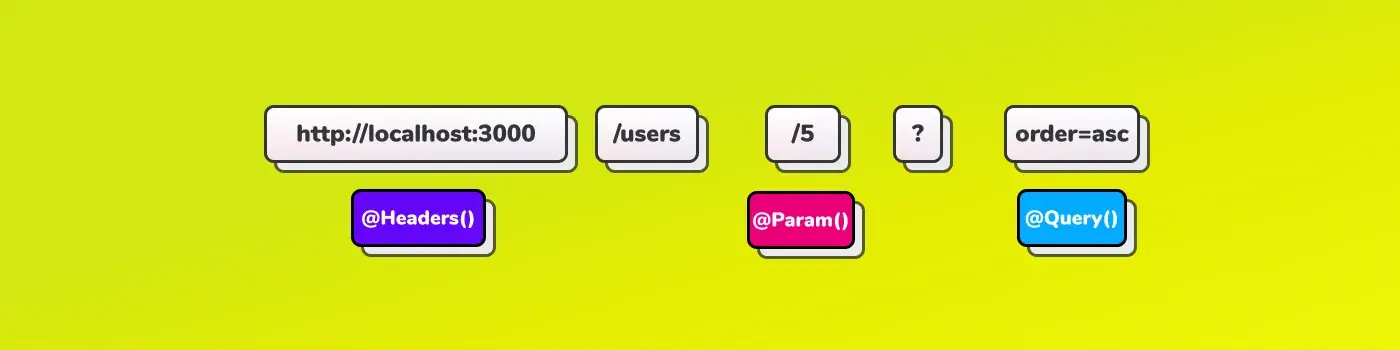 http://localhost:3000 /users /5 ? order=asc
@Headers() @Param() @Query()